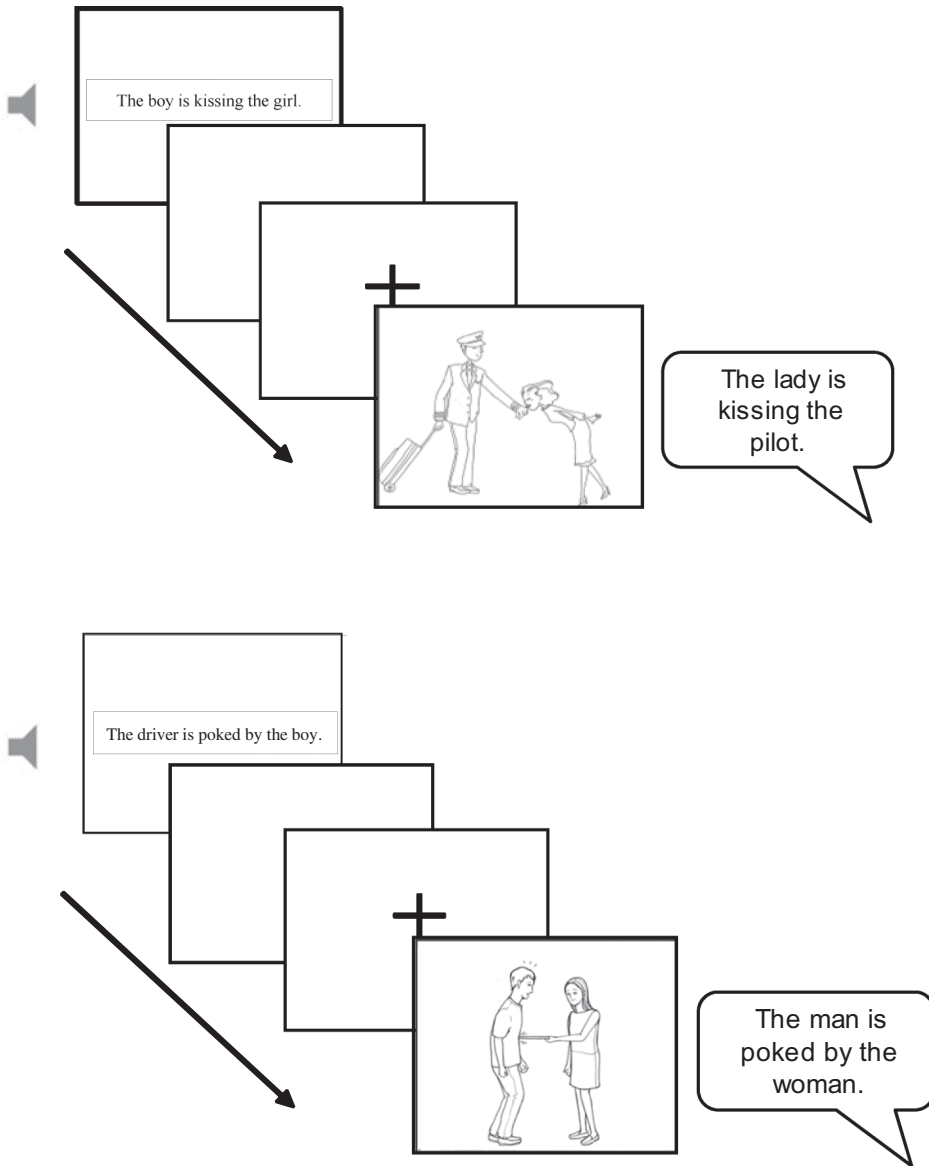 The boy is kissing the girl.
The lady is
kissing the
pilot.
The driver is poked by the boy.
The man is
poked by the
woman.